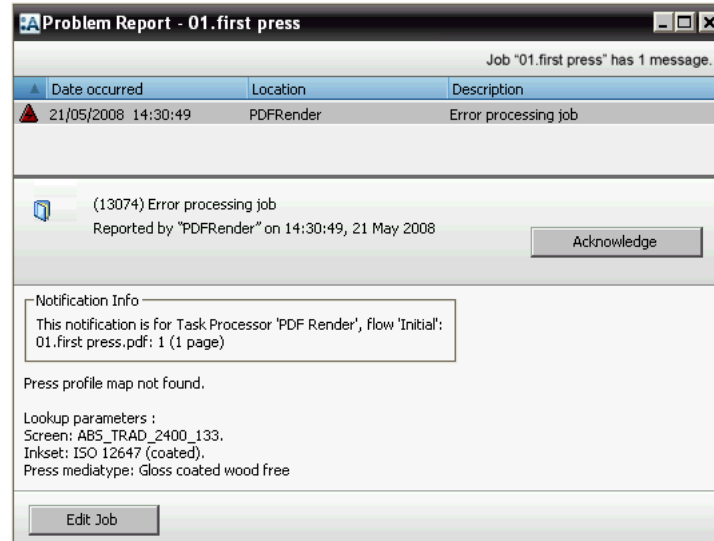 :A Problem Report - 01.first press
Job "01.first press" has 1 message.
Date occurred Location Description
21/05/2008 14:30:49 PDFRender Error processing job
(13074) Error processing job
Reported by "PDFRender" on 14:30:49, 21 May 2008
Acknowledge
Notification Info
This notification is for Task Processor 'PDF Render', flow 'Initial':
01.first press.pdf: 1 (1 page)
Press profile map not found.
Lookup parameters :
Screen: ABS_TRAD_2400_133.
Inkset: ISO 12647 (coated).
Press mediatype: Gloss coated wood free
Edit Job